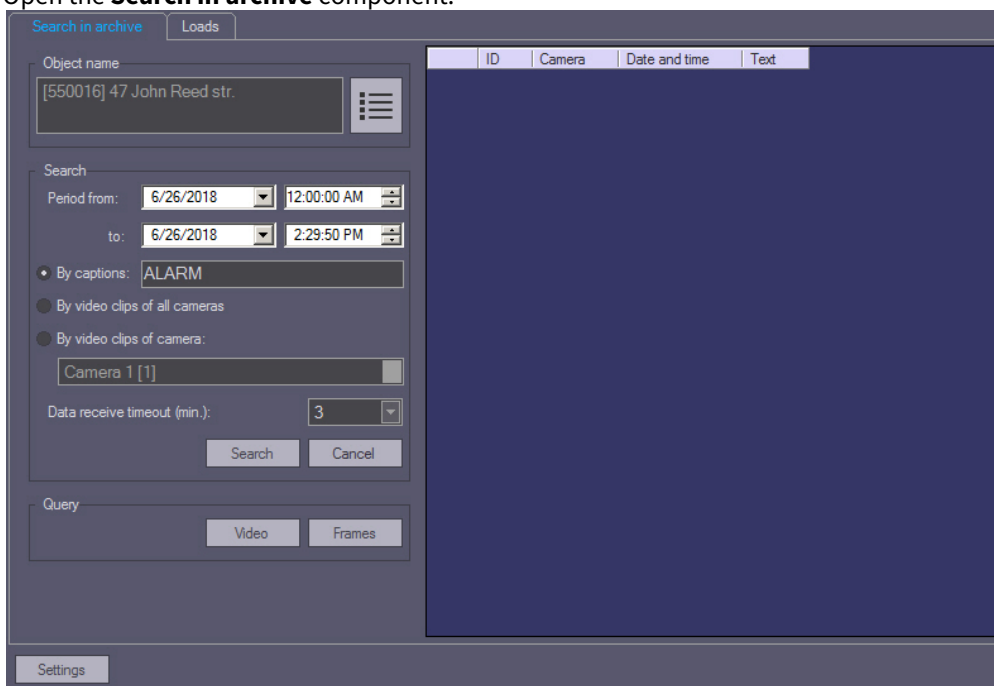 Open the Search in archive component.
Search in archive Loads
Object name
[550016] 47 John Reed str.
ID Camera Date and time Text
Search
Period from: 6/26/2018 12:00:00 AM
to: 6/26/2018 2:29:50 PM
By captions: ALARM
By video clips of all cameras
By video clips of camera:
Camera 1 [1]
Data receive timeout (min.): 3
Search Cancel
Query
Video Frames
Settings